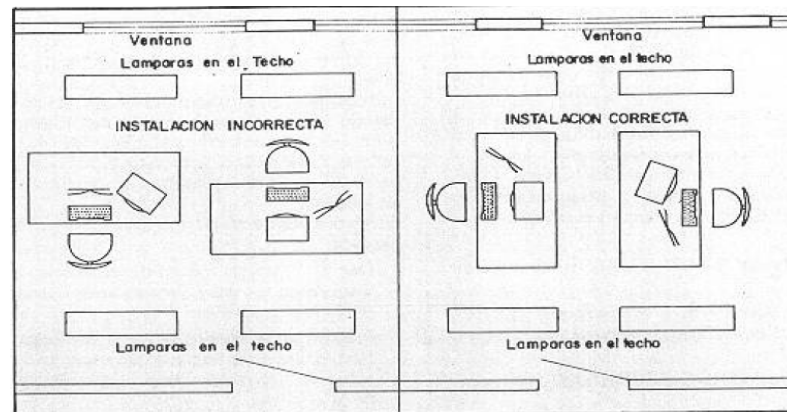 Ventana
Lamparas en el Techo
INSTALACION INCORRECTA
Lamparas en el techo
Ventana
Lamparas en el techo
INSTALACION CORRECTA
Lamparas en el techo